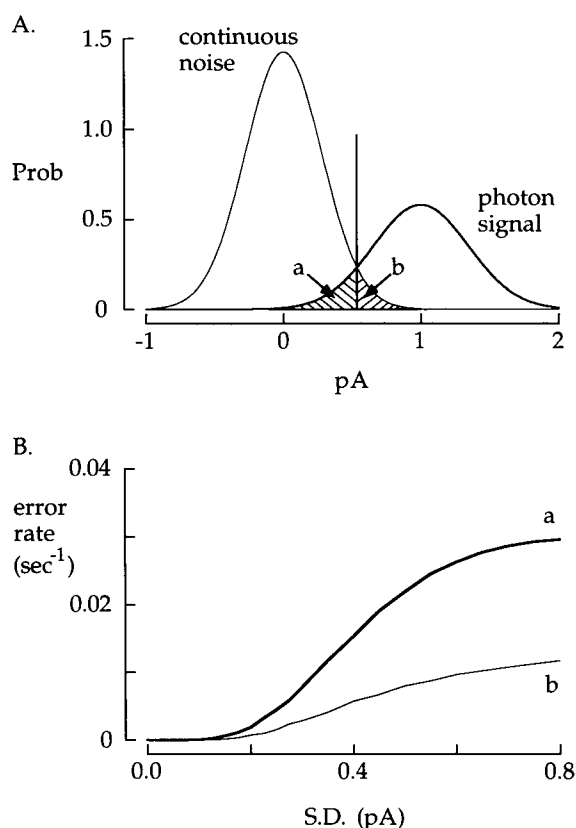 A.
1.5
continuous
noise
1.0
Prob
photon
signal
0.5
a
b
0
-1
0
1
2
pA
B.
0.04
error
rate
(sec⁻¹)
a
0.02
b
0
0.0
0.4
0.8
S.D. (pA)